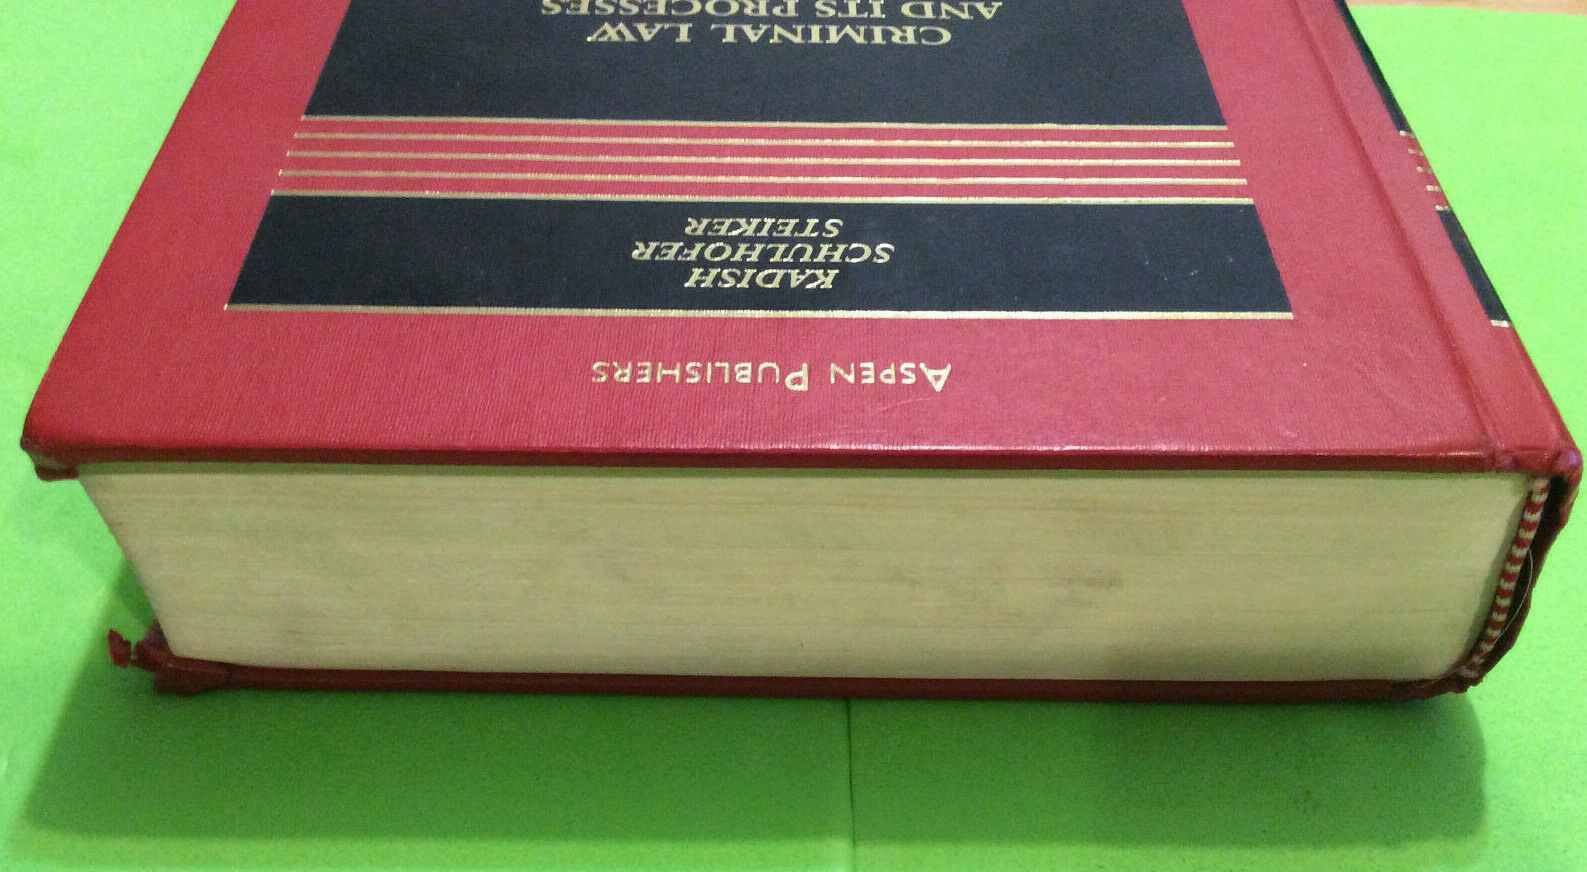 CRIMINAL LAW
AND ITS PROCESSES
KADISH
SCHULHOFER
STEIKER
ASPEN PUBLISHERS